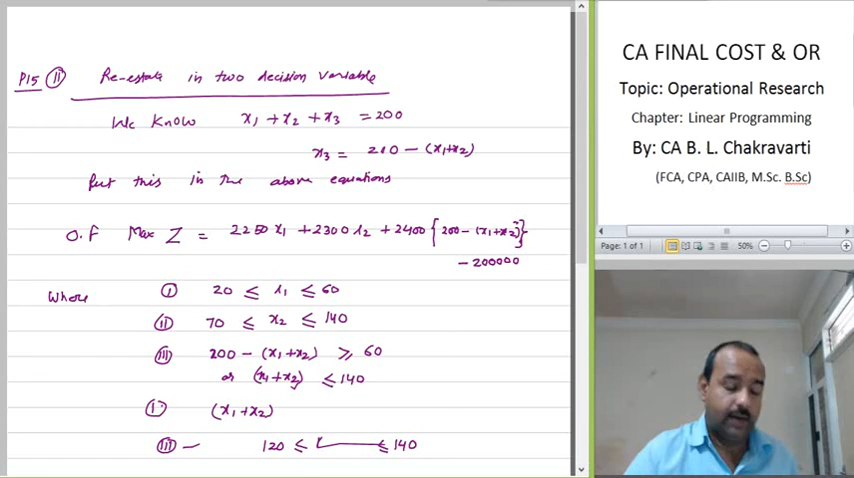 P15 (II) Re-estate in two decision variable
We know x1 + x2 + x3 = 200
x3 = 200 - (x1+x2)
Put this in the above equations
O.F Max Z = 2250 x1 + 2300 x2 + 2400 {200 - (x1+x2)}
- 200000
Where (I) 20 ≤ x1 ≤ 60
(II) 70 ≤ x2 ≤ 140
(III) 200 - (x1+x2) ≥ 60
or (x1+x2) ≤ 140
(x1+x2)
(III) - 120 ≤ ≤ 140
CA FINAL COST & OR
Topic: Operational Research
Chapter: Linear Programming
By: CA B. L. Chakravarti
(FCA, CPA, CAIIB, M.Sc. B.Sc)
Page: 1 of 1 50%